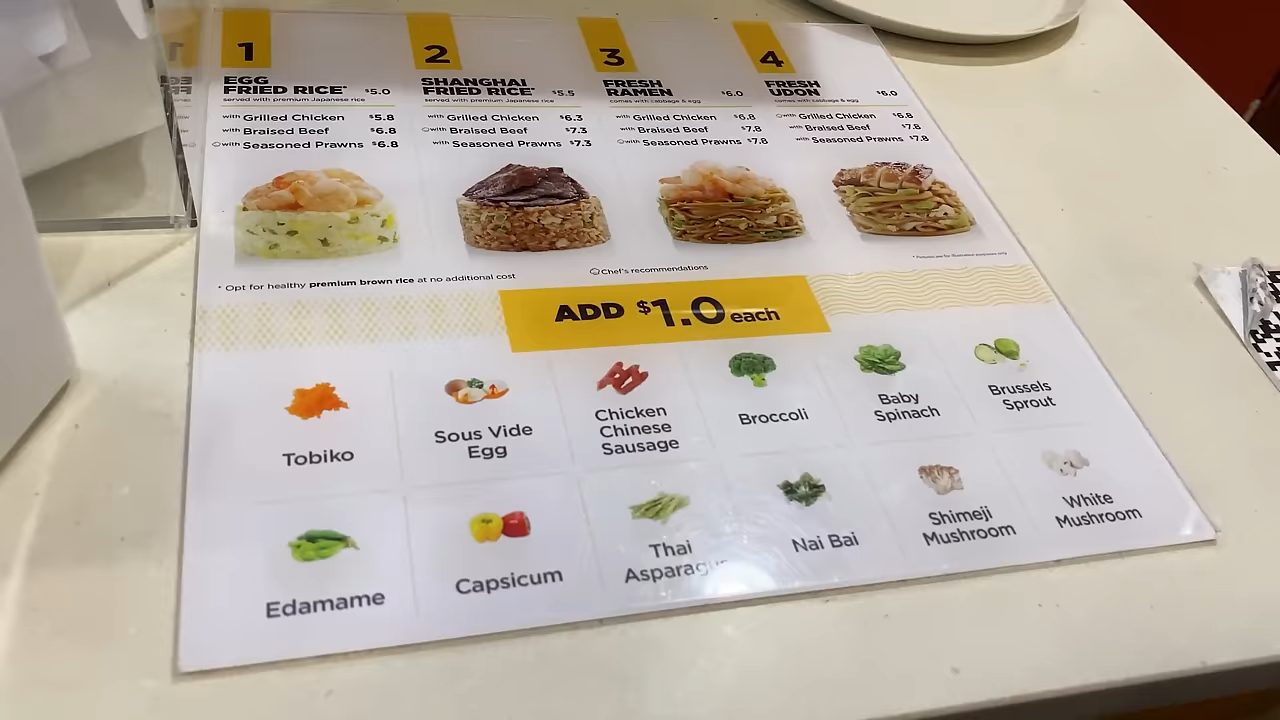 1
EGG
FRIED RICE* $5.0
served with premium Japanese rice
with Grilled Chicken $5.8
with Braised Beef $6.8
with Seasoned Prawns $6.8
2
SHANGHAI
FRIED RICE* $5.5
served with premium Japanese rice
with Grilled Chicken $6.3
with Braised Beef $7.3
with Seasoned Prawns $7.3
3
FRESH
RAMEN $6.0
comes with cabbage & egg
with Grilled Chicken $6.8
with Braised Beef $7.8
with Seasoned Prawns $7.8
4
FRESH
UDON $6.0
comes with cabbage & egg
with Grilled Chicken $6.8
with Braised Beef $7.8
with Seasoned Prawns $7.8
* Opt for healthy premium brown rice at no additional cost
Chef's recommendations
* Pictures are for illustration purposes only
ADD $1.0 each
Tobiko
Sous Vide
Egg
Chicken
Chinese
Sausage
Broccoli
Baby
Spinach
Brussels
Sprout
Edamame
Capsicum
Thai
Asparagus
Nai Bai
Shimeji
Mushroom
White
Mushroom